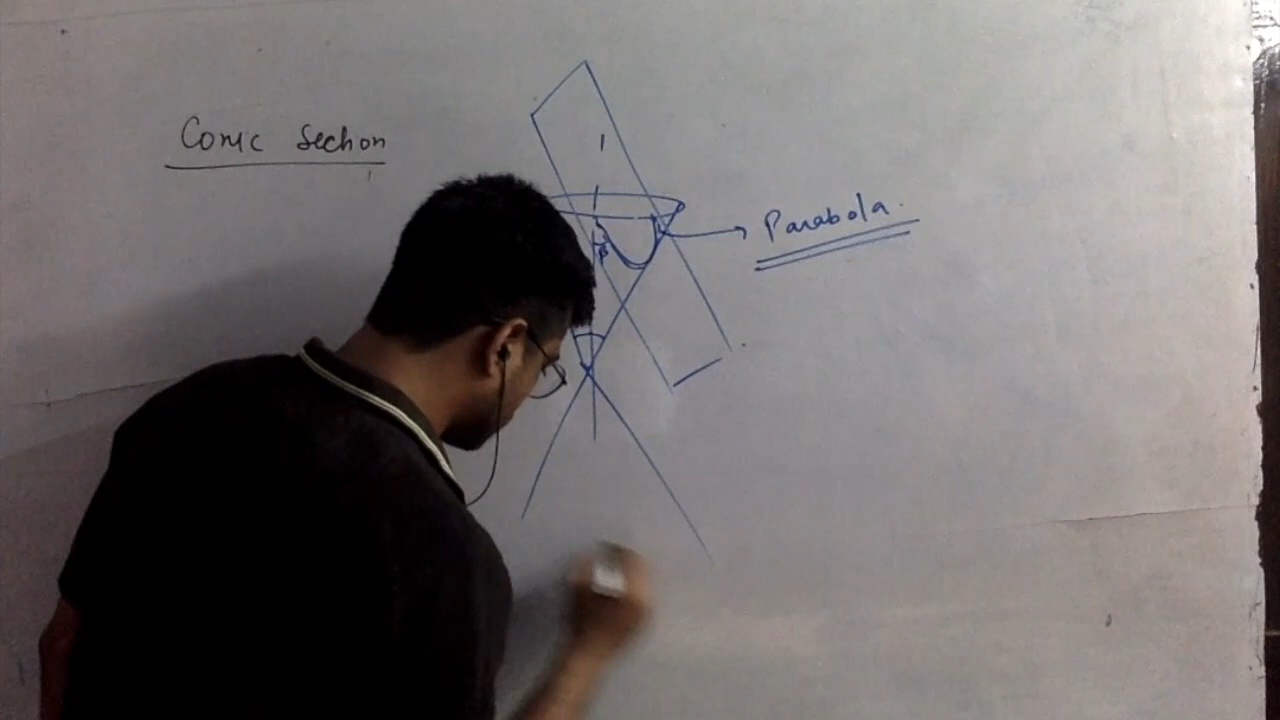 Conic Section
Parabola.
β